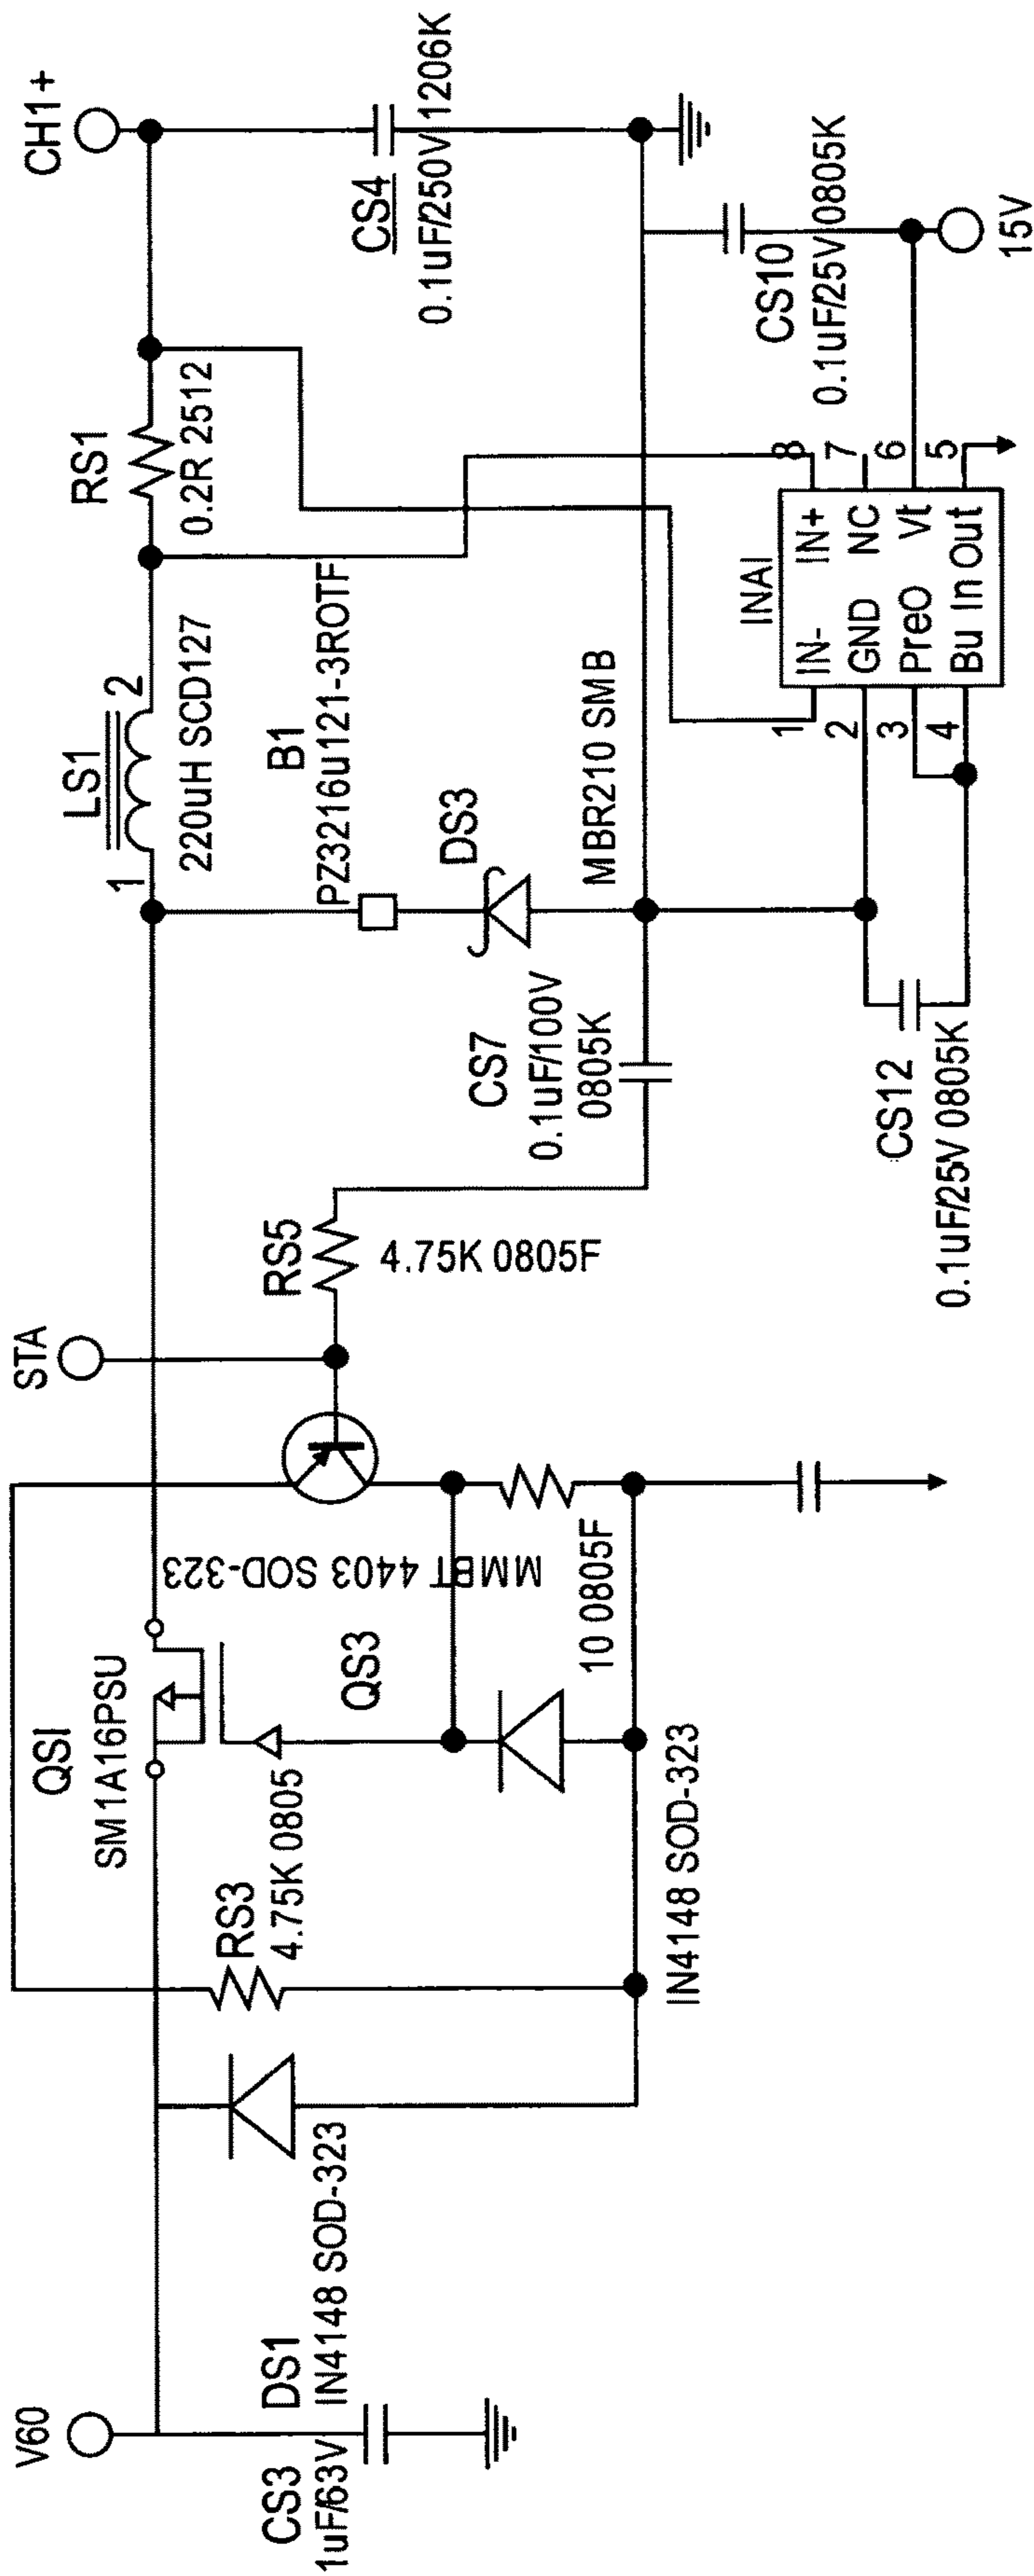 V60
CS3
1uF/63V
DS1
IN4148 SOD-323
RS3
4.75K 0805
QSI
SM1A16PSU
QS3
MMBT 4403 SOD-323
IN4148 SOD-323
10 0805F
STA
RS5
4.75K 0805F
CS7
0.1uF/100V
0805K
LS1
1
2
220uH SCD127
B1
PZ3216u121-3ROTF
DS3
MBR210 SMB
RS1
0.2R 2512
CH1+
CS4
0.1uF/250V 1206K
CS10
0.1uF/25V 0805K
15V
INAI
1 IN- IN+ 8
2 GND NC 7
3 PreO Vt 6
4 Bu In Out 5
CS12
0.1uF/25V 0805K